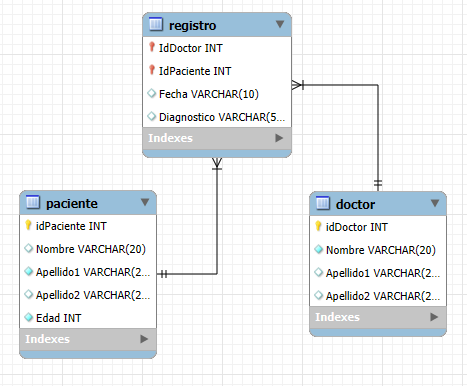 registro
IdDoctor INT
IdPaciente INT
Fecha VARCHAR(10)
Diagnostico VARCHAR(5...
Indexes
paciente
idPaciente INT
Nombre VARCHAR(20)
Apellido1 VARCHAR(2...
Apellido2 VARCHAR(2...
Edad INT
Indexes
doctor
idDoctor INT
Nombre VARCHAR(20)
Apellido1 VARCHAR(2...
Apellido2 VARCHAR(2...
Indexes